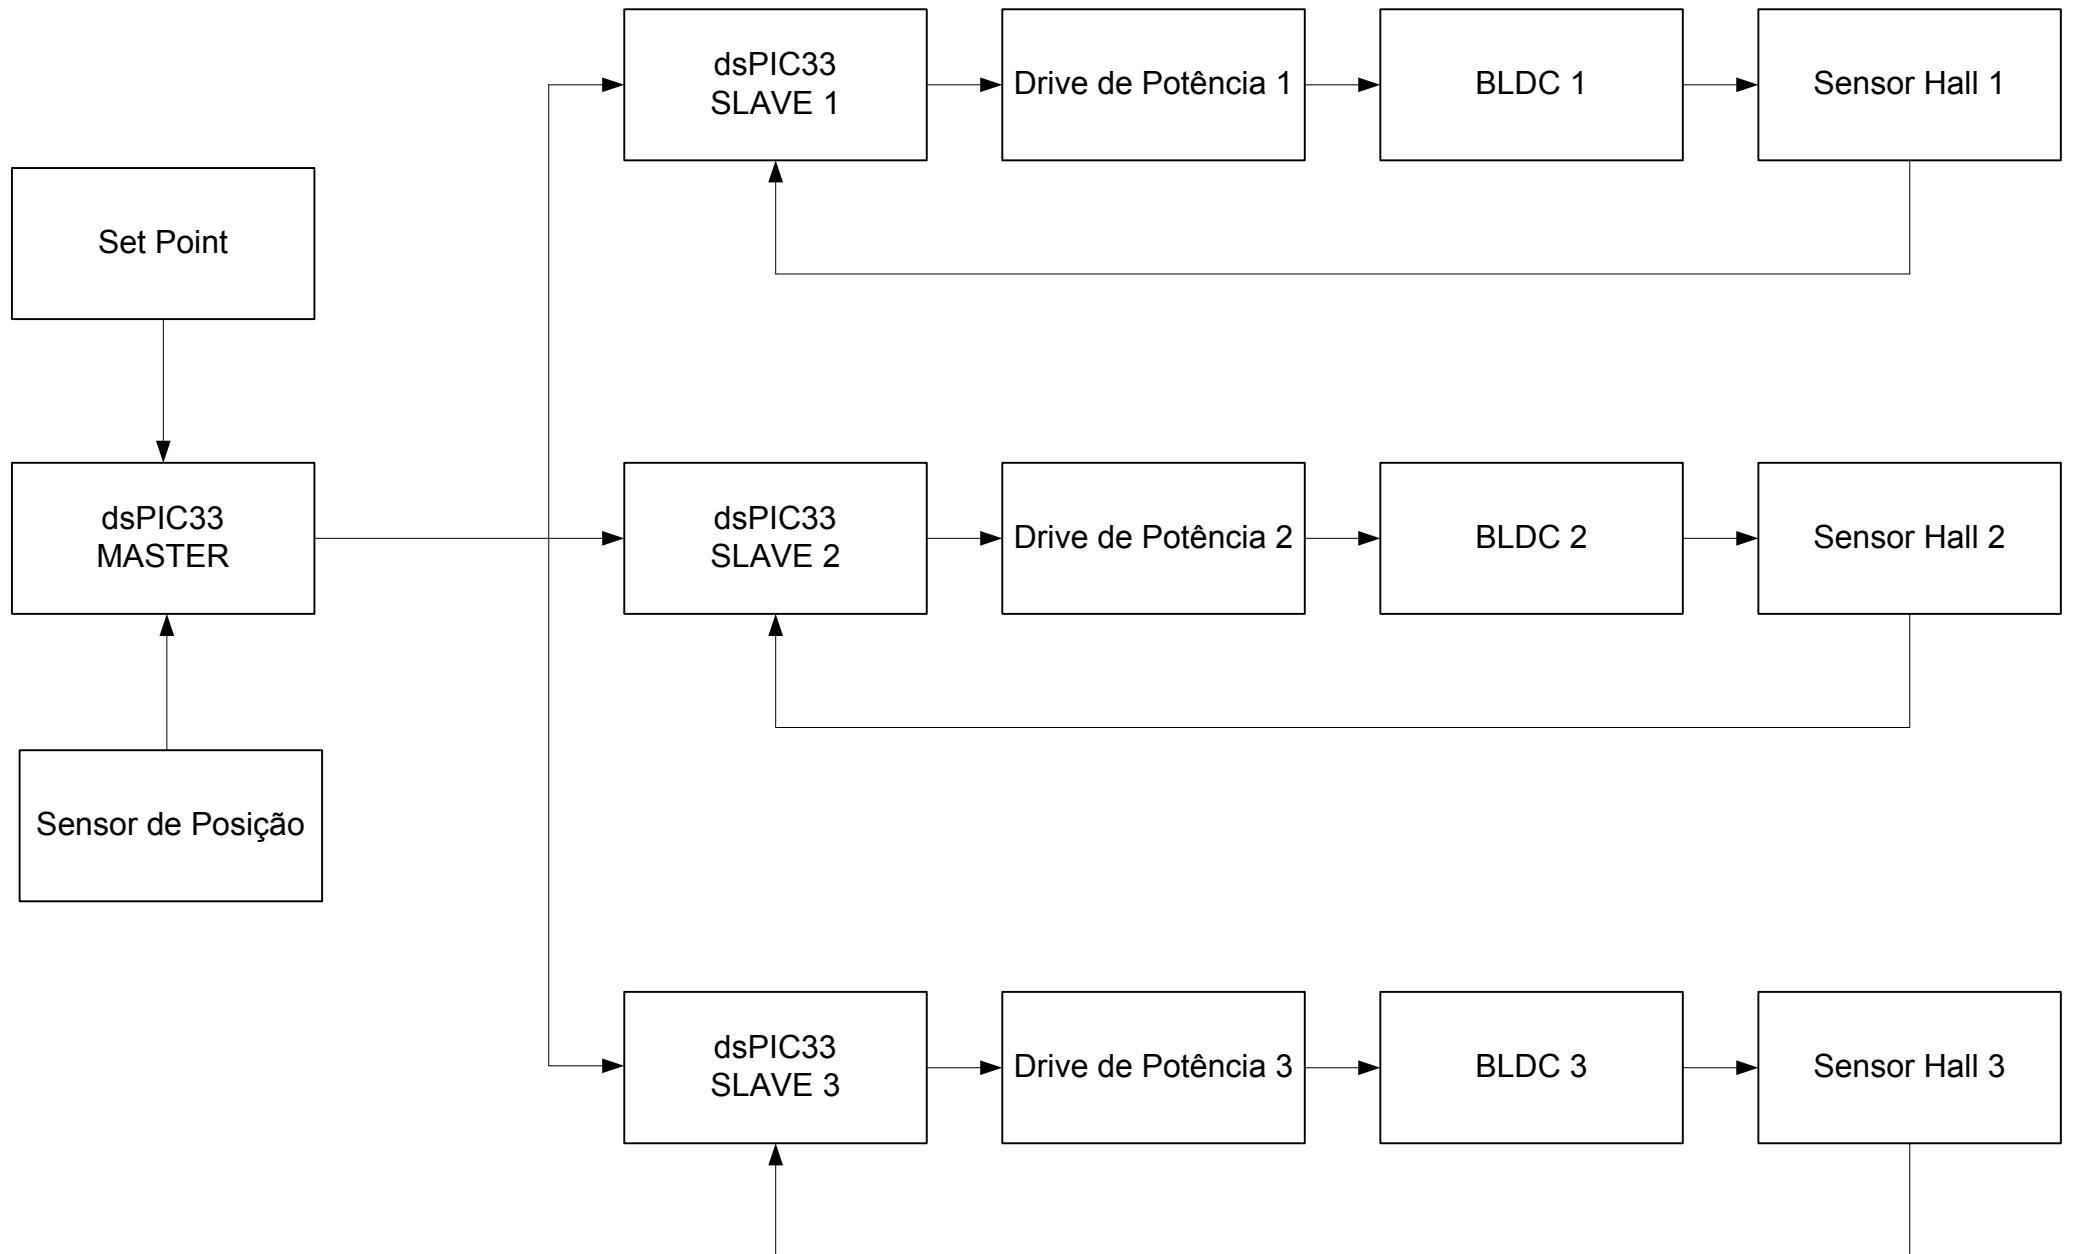 dsPIC33
SLAVE 1
Drive de Potência 1
BLDC 1
Sensor Hall 1
Set Point
dsPIC33
MASTER
dsPIC33
SLAVE 2
Drive de Potência 2
BLDC 2
Sensor Hall 2
Sensor de Posição
dsPIC33
SLAVE 3
Drive de Potência 3
BLDC 3
Sensor Hall 3